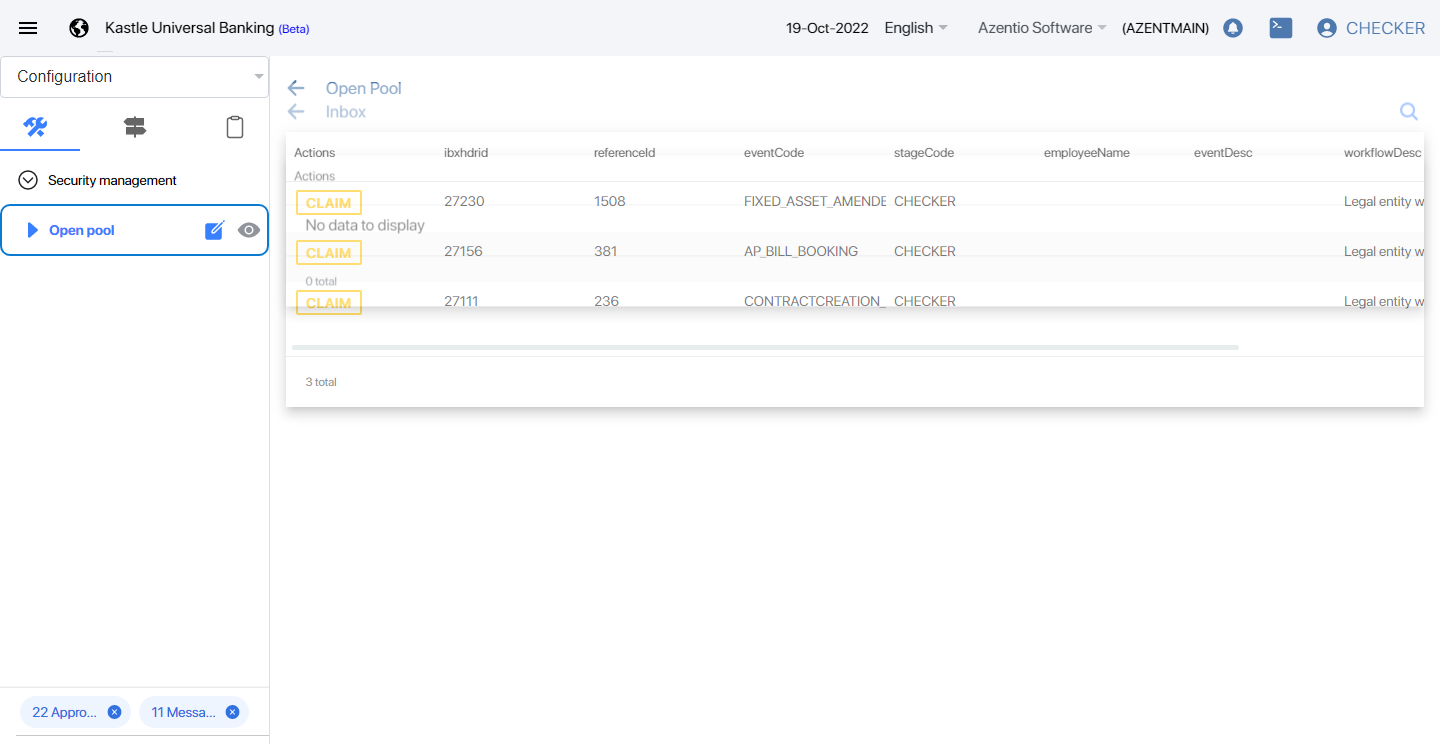 Kastle Universal Banking (Beta)
19-Oct-2022 English Azentio Software (AZENTMAIN) CHECKER
Configuration
Security management
Open pool
22 Appro...
11 Messa...
Open Pool
Inbox
Actions ibxhdrid referenceId eventCode stageCode employeeName eventDesc workflowDesc
Actions
CLAIM 27230 1508 FIXED_ASSET_AMENDE CHECKER Legal entity w
No data to display
CLAIM 27156 381 AP_BILL_BOOKING CHECKER Legal entity w
0 total
CLAIM 27111 236 CONTRACTCREATION_ CHECKER Legal entity w
3 total